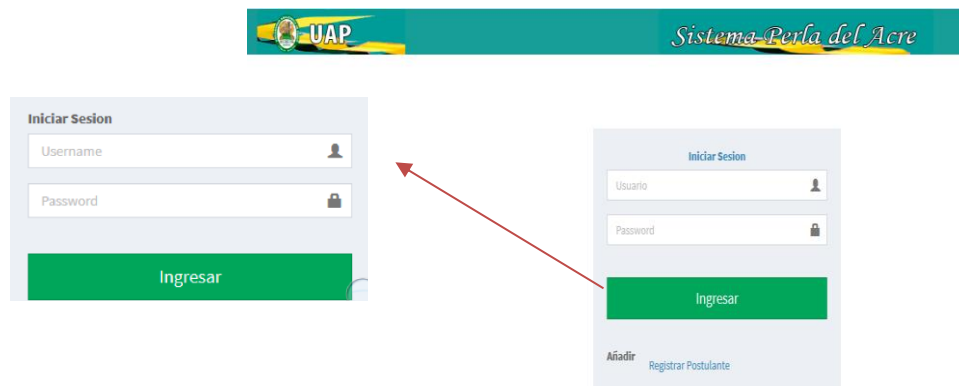 UAP
Sistema Perla del Acre
Iniciar Sesion
Username
Password
Ingresar
Iniciar Sesion
Usuario
Password
Ingresar
Añadir
Registrar Postulante